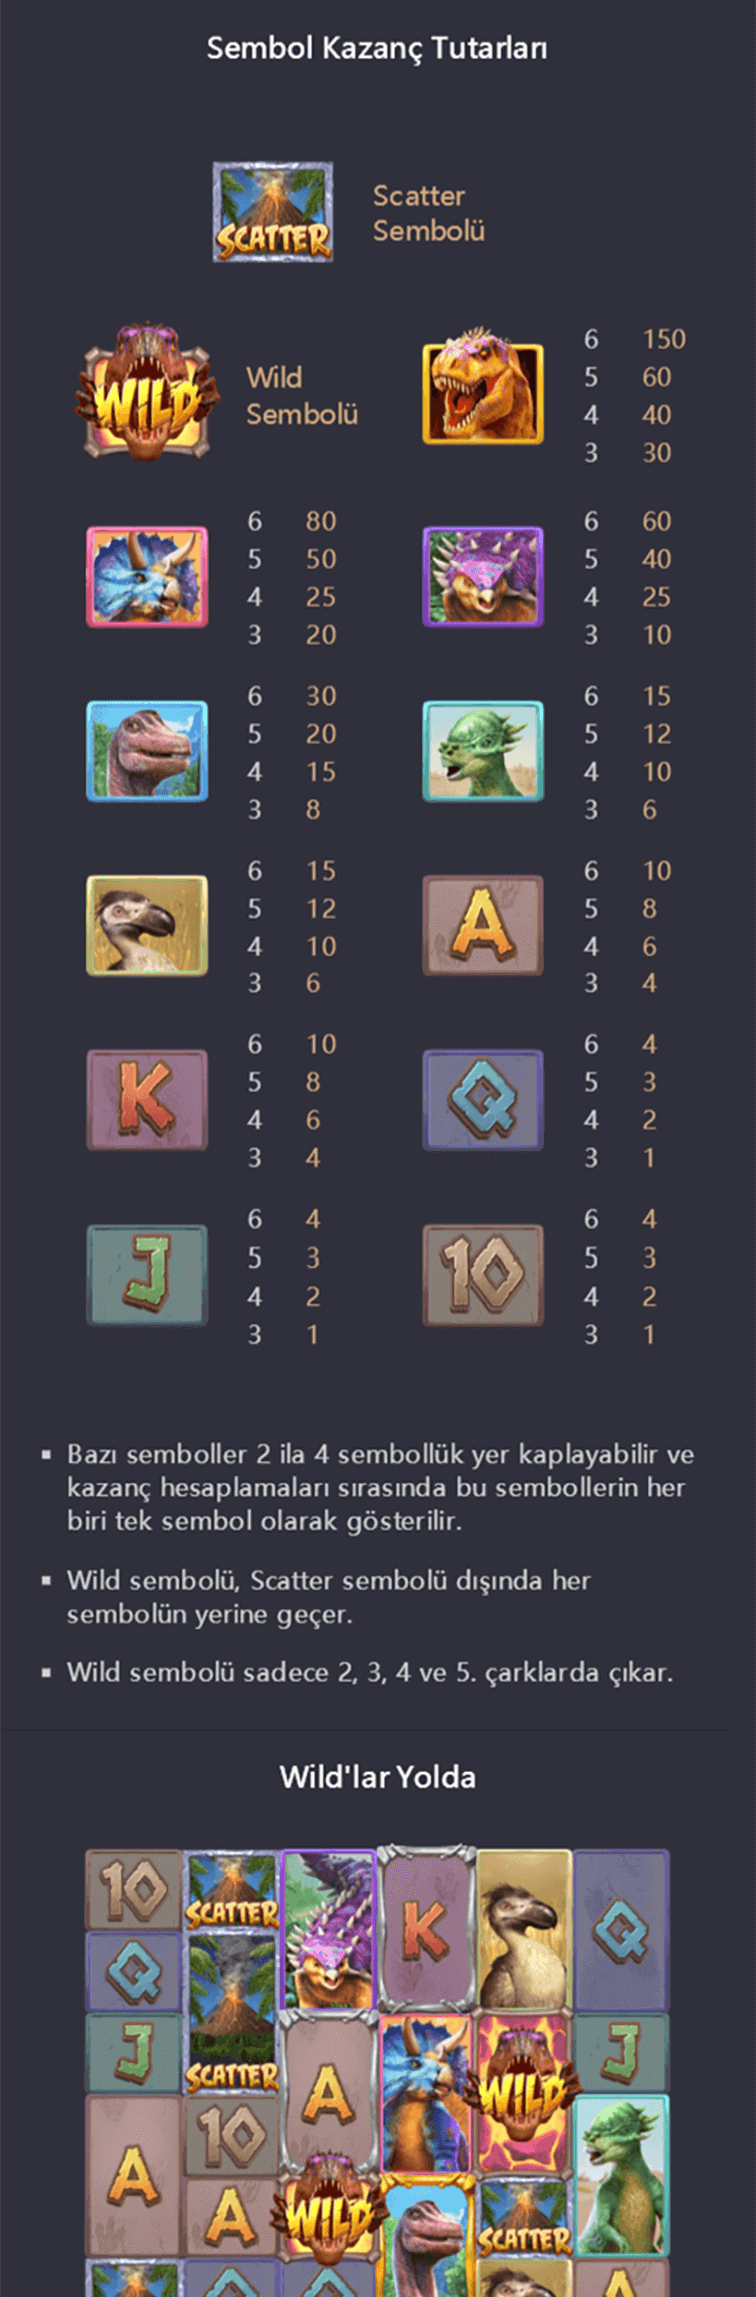 Sembol Kazanç Tutarları
SCATTER
Scatter
Sembolü
WILD
Wild
Sembolü
6 150
5 60
4 40
3 30
6 80
5 50
4 25
3 20
6 60
5 40
4 25
3 10
6 30
5 20
4 15
3 8
6 15
5 12
4 10
3 6
6 15
5 12
4 10
3 6
A
6 10
5 8
6 
4 6
3 4
K
6 10
5 8
4 6
3 4
Q
6 4
5 3
4 2
3 1
J
6 4
5 3
4 2
3 1
10
6 4
5 3
4 2
3 1
▪ Bazı semboller 2 ila 4 sembollük yer kaplayabilir ve
kazanç hesaplamaları sırasında bu sembollerin her
biri tek sembol olarak gösterilir.
▪ Wild sembolü, Scatter sembolü dışında her
sembolün yerine geçer.
▪ Wild sembolü sadece 2, 3, 4 ve 5. çarklarda çıkar.
Wild'lar Yolda
10
SCATTER
K
Q
Q
SCATTER
J
A
WILD
J
A
10
A
WILD
SCATTER